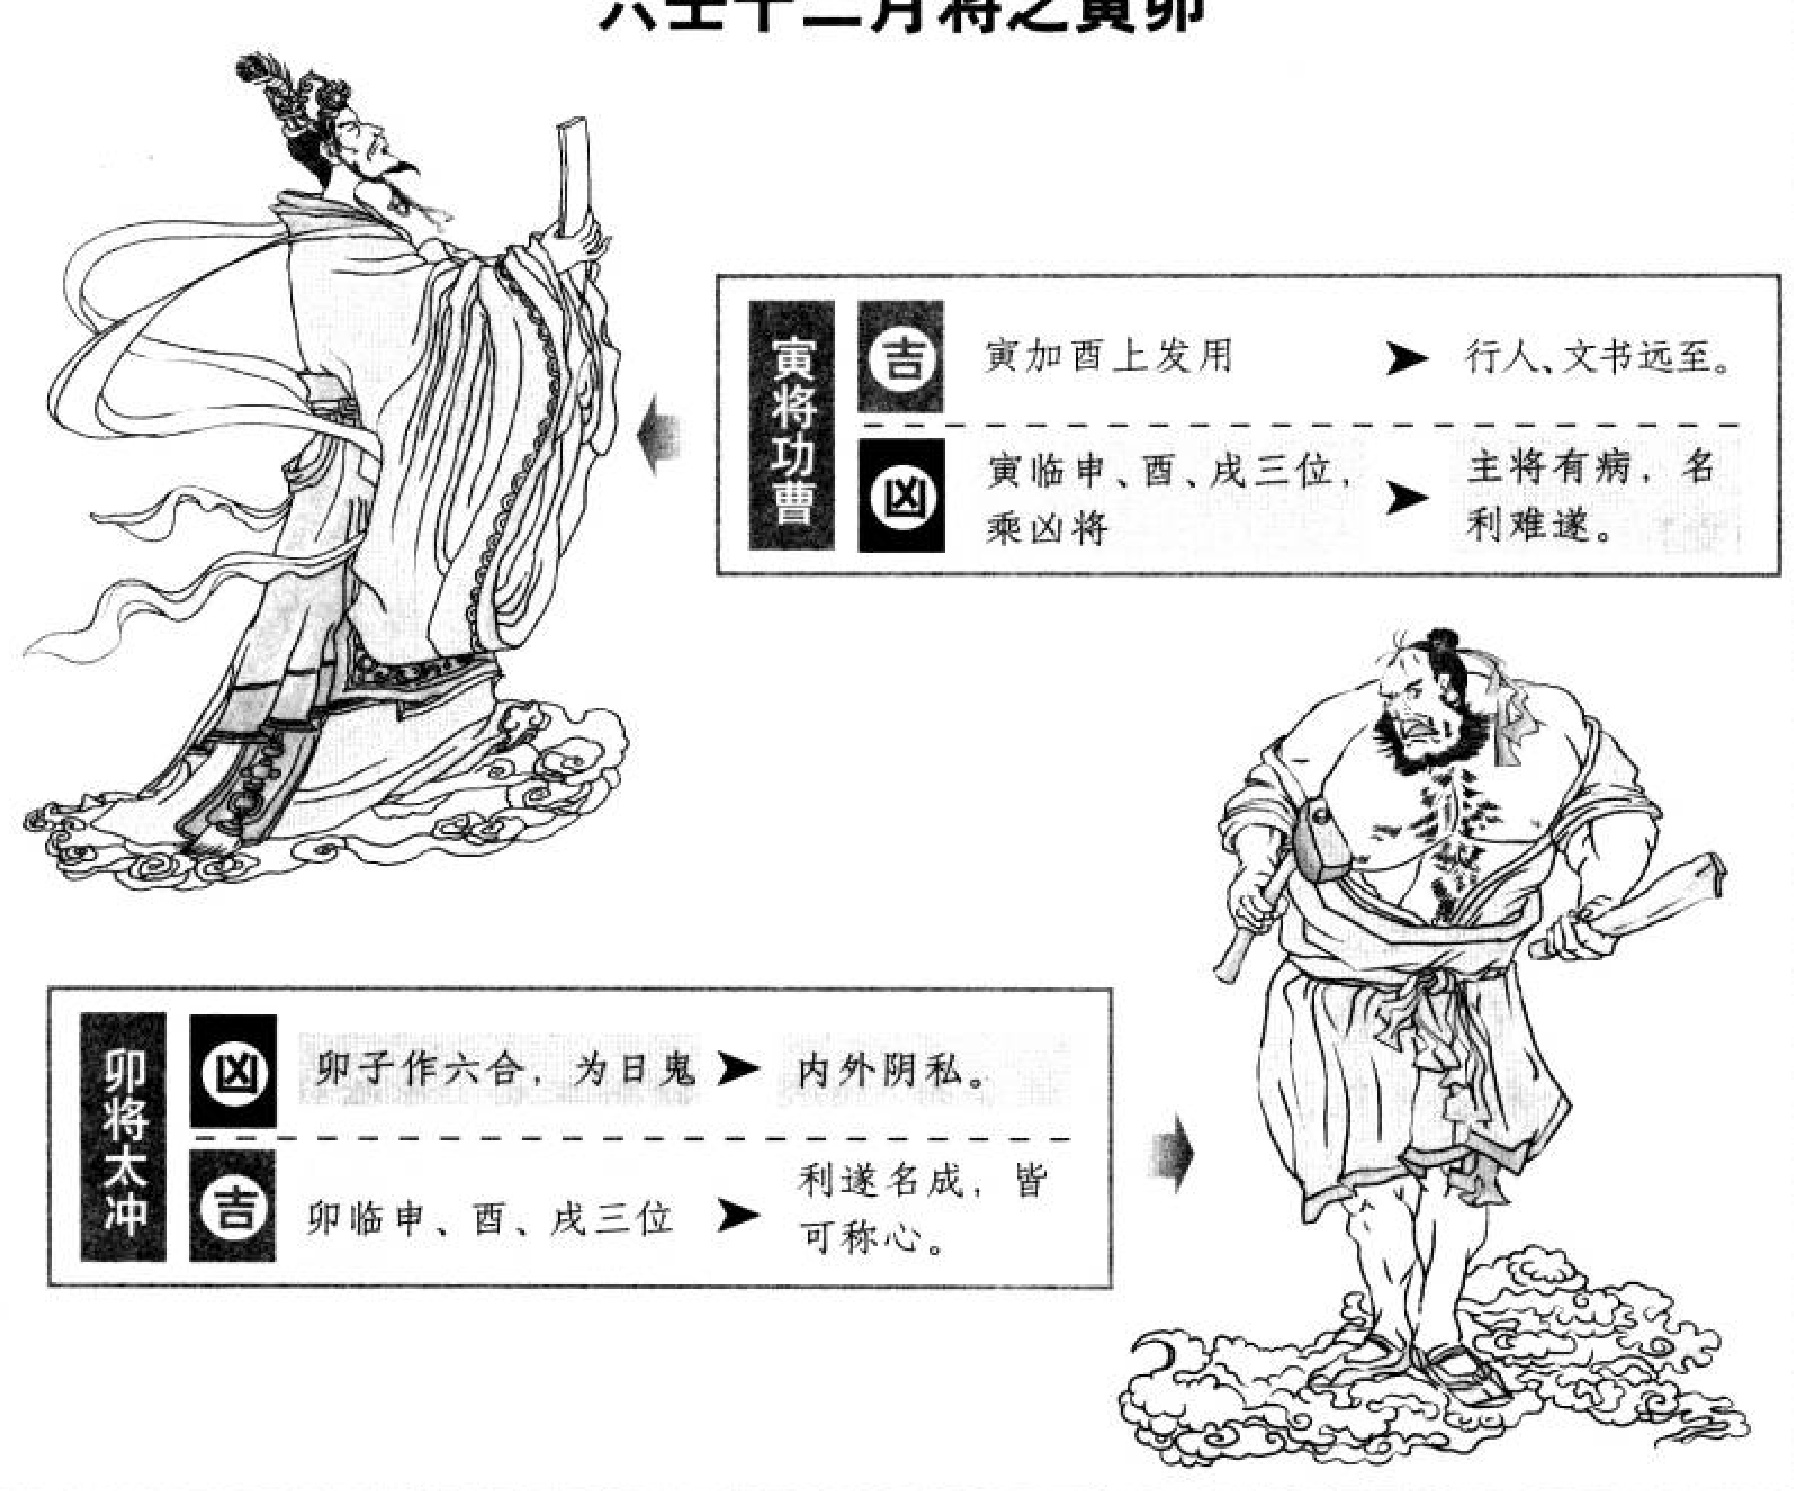 六壬十二月将之寅卯
寅将功曹
吉
寅加酉上发用
行人、文书远至。
凶
寅临申、酉、戌三位，
乘凶将
主将有病，名
利难遂。
卯将太冲
凶
卯子作六合，为日鬼
内外阴私。
吉
卯临申、酉、戌三位
利遂名成，皆
可称心。